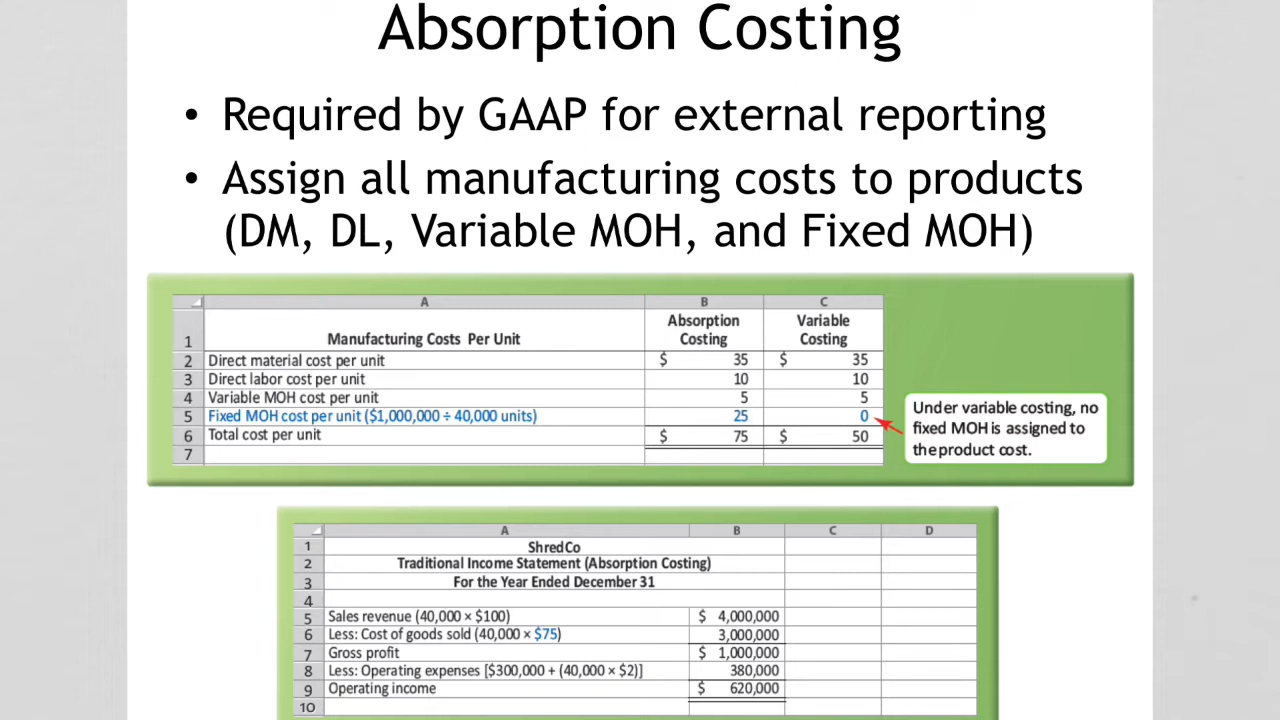 Absorption Costing
• Required by GAAP for external reporting
• Assign all manufacturing costs to products
(DM, DL, Variable MOH, and Fixed MOH)
A B C
Absorption Variable
1 Manufacturing Costs Per Unit Costing Costing
2 Direct material cost per unit $ 35 $ 35
3 Direct labor cost per unit 10 10
4 Variable MOH cost per unit 5 5
5 Fixed MOH cost per unit ($1,000,000 ÷ 40,000 units) 25 0
6 Total cost per unit $ 75 $ 50
7
Under variable costing, no
fixed MOH is assigned to
the product cost.
A B C D
1 ShredCo
2 Traditional Income Statement (Absorption Costing)
3 For the Year Ended December 31
4
5 Sales revenue (40,000 × $100) $ 4,000,000
6 Less: Cost of goods sold (40,000 × $75) 3,000,000
7 Gross profit $ 1,000,000
8 Less: Operating expenses [$300,000 + (40,000 × $2)] 380,000
9 Operating income $ 620,000
10